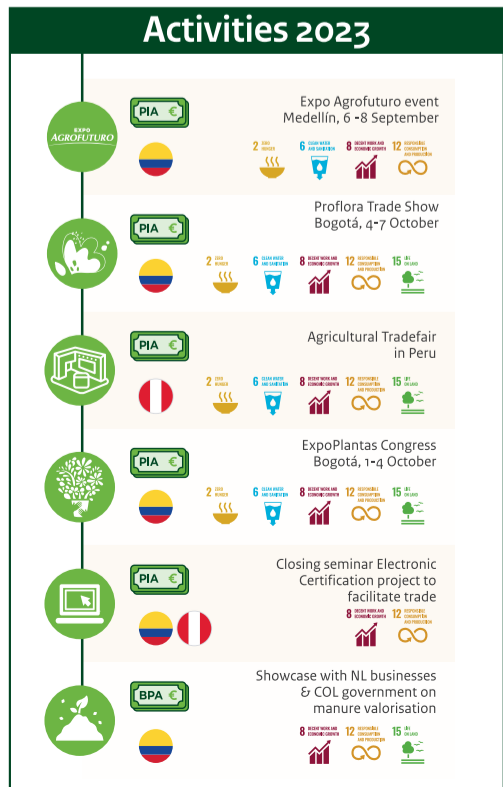 Activities 2023
EXPO
AGROFUTURO
PIA €
Expo Agrofuturo event
Medellín, 6 -8 September
2 ZERO HUNGER
6 CLEAN WATER AND SANITATION
8 DECENT WORK AND ECONOMIC GROWTH
12 RESPONSIBLE CONSUMPTION AND PRODUCTION
PIA €
Proflora Trade Show
Bogotá, 4-7 October
2 ZERO HUNGER
6 CLEAN WATER AND SANITATION
8 DECENT WORK AND ECONOMIC GROWTH
12 RESPONSIBLE CONSUMPTION AND PRODUCTION
15 LIFE ON LAND
PIA €
Agricultural Tradefair
in Peru
2 ZERO HUNGER
6 CLEAN WATER AND SANITATION
8 DECENT WORK AND ECONOMIC GROWTH
12 RESPONSIBLE CONSUMPTION AND PRODUCTION
15 LIFE ON LAND
PIA €
ExpoPlantas Congress
Bogotá, 1-4 October
2 ZERO HUNGER
6 CLEAN WATER AND SANITATION
8 DECENT WORK AND ECONOMIC GROWTH
12 RESPONSIBLE CONSUMPTION AND PRODUCTION
15 LIFE ON LAND
PIA €
Closing seminar Electronic
Certification project to
facilitate trade
8 DECENT WORK AND ECONOMIC GROWTH
12 RESPONSIBLE CONSUMPTION AND PRODUCTION
BPA €
Showcase with NL businesses
& COL government on
manure valorisation
8 DECENT WORK AND ECONOMIC GROWTH
12 RESPONSIBLE CONSUMPTION AND PRODUCTION
15 LIFE ON LAND